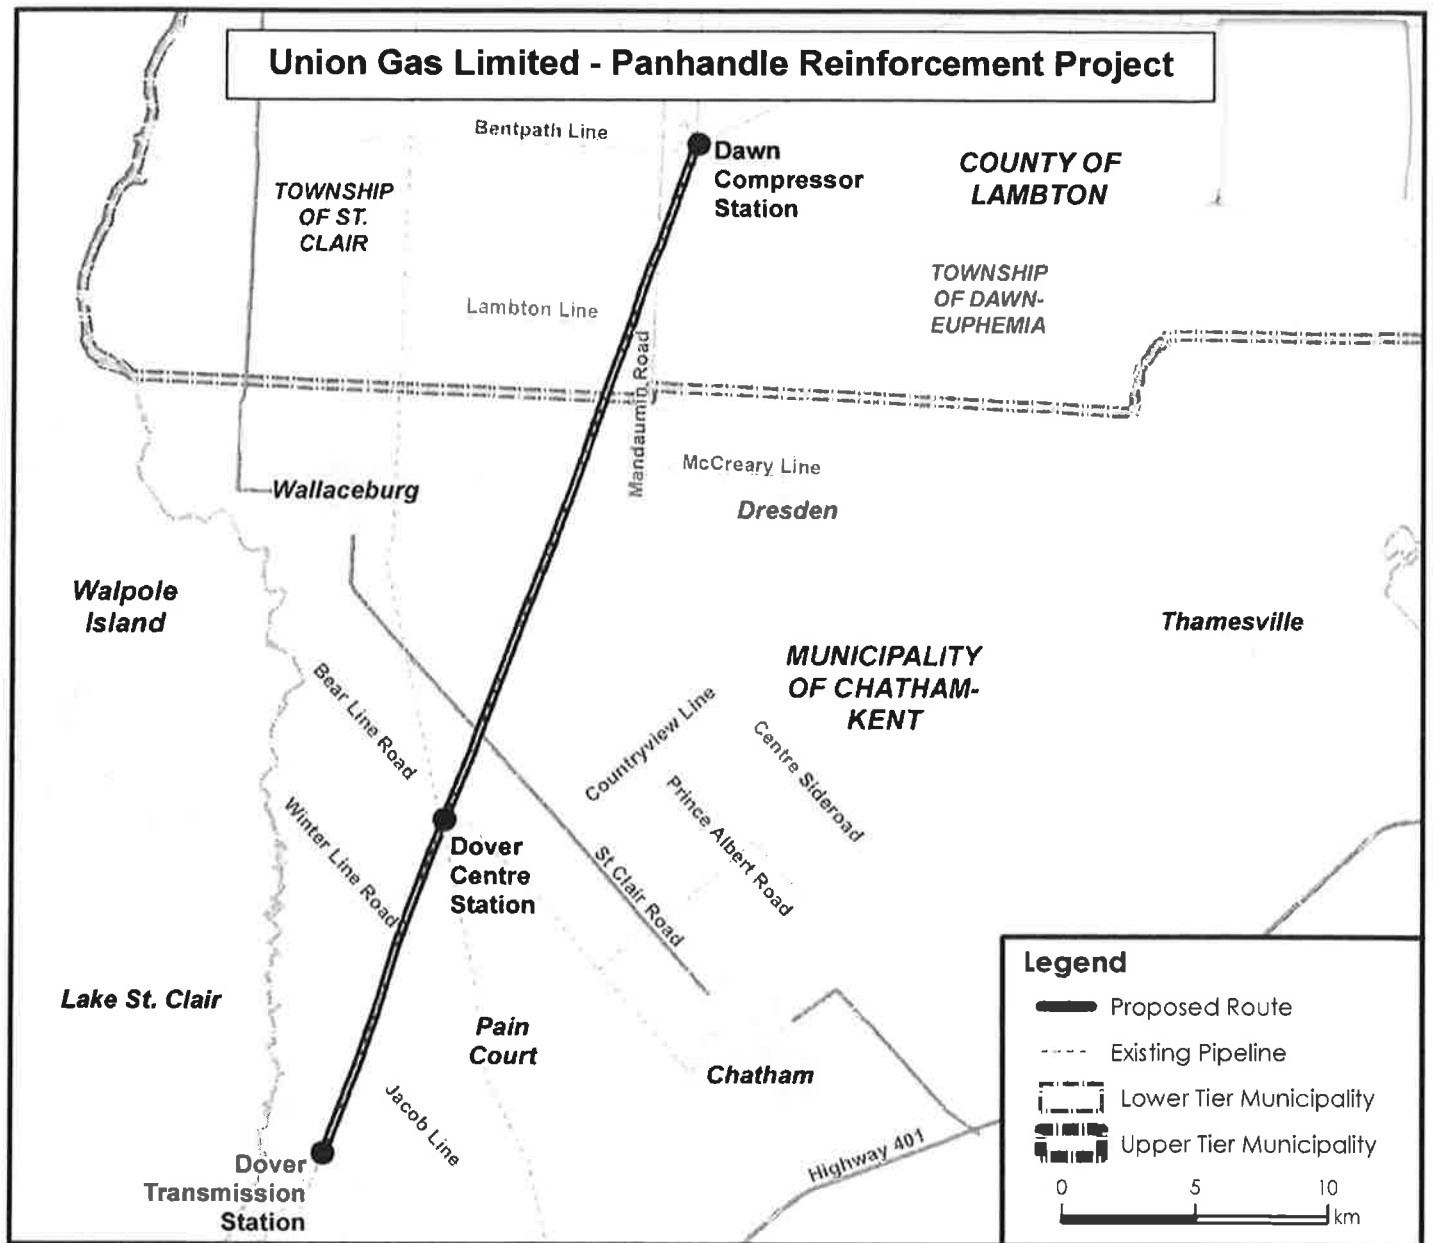 Union Gas Limited - Panhandle Reinforcement Project
Bentpath Line
Dawn
Compressor
Station
COUNTY OF
LAMBTON
TOWNSHIP
OF ST.
CLAIR
TOWNSHIP
OF DAWN-
EUPHEMIA
Lambton Line
Mandaumin Road
McCreary Line
Wallaceburg
Dresden
Walpole
Island
Thamesville
MUNICIPALITY
OF CHATHAM-
KENT
Bear Line Road
Countryview Line
Centre Sideroad
Prince Albert Road
Winter Line Road
Dover
Centre
Station
St Clair Road
Lake St. Clair
Pain
Court
Chatham
Jacob Line
Highway 401
Dover
Transmission
Station
Legend
Proposed Route
Existing Pipeline
Lower Tier Municipality
Upper Tier Municipality
0 5 10
km